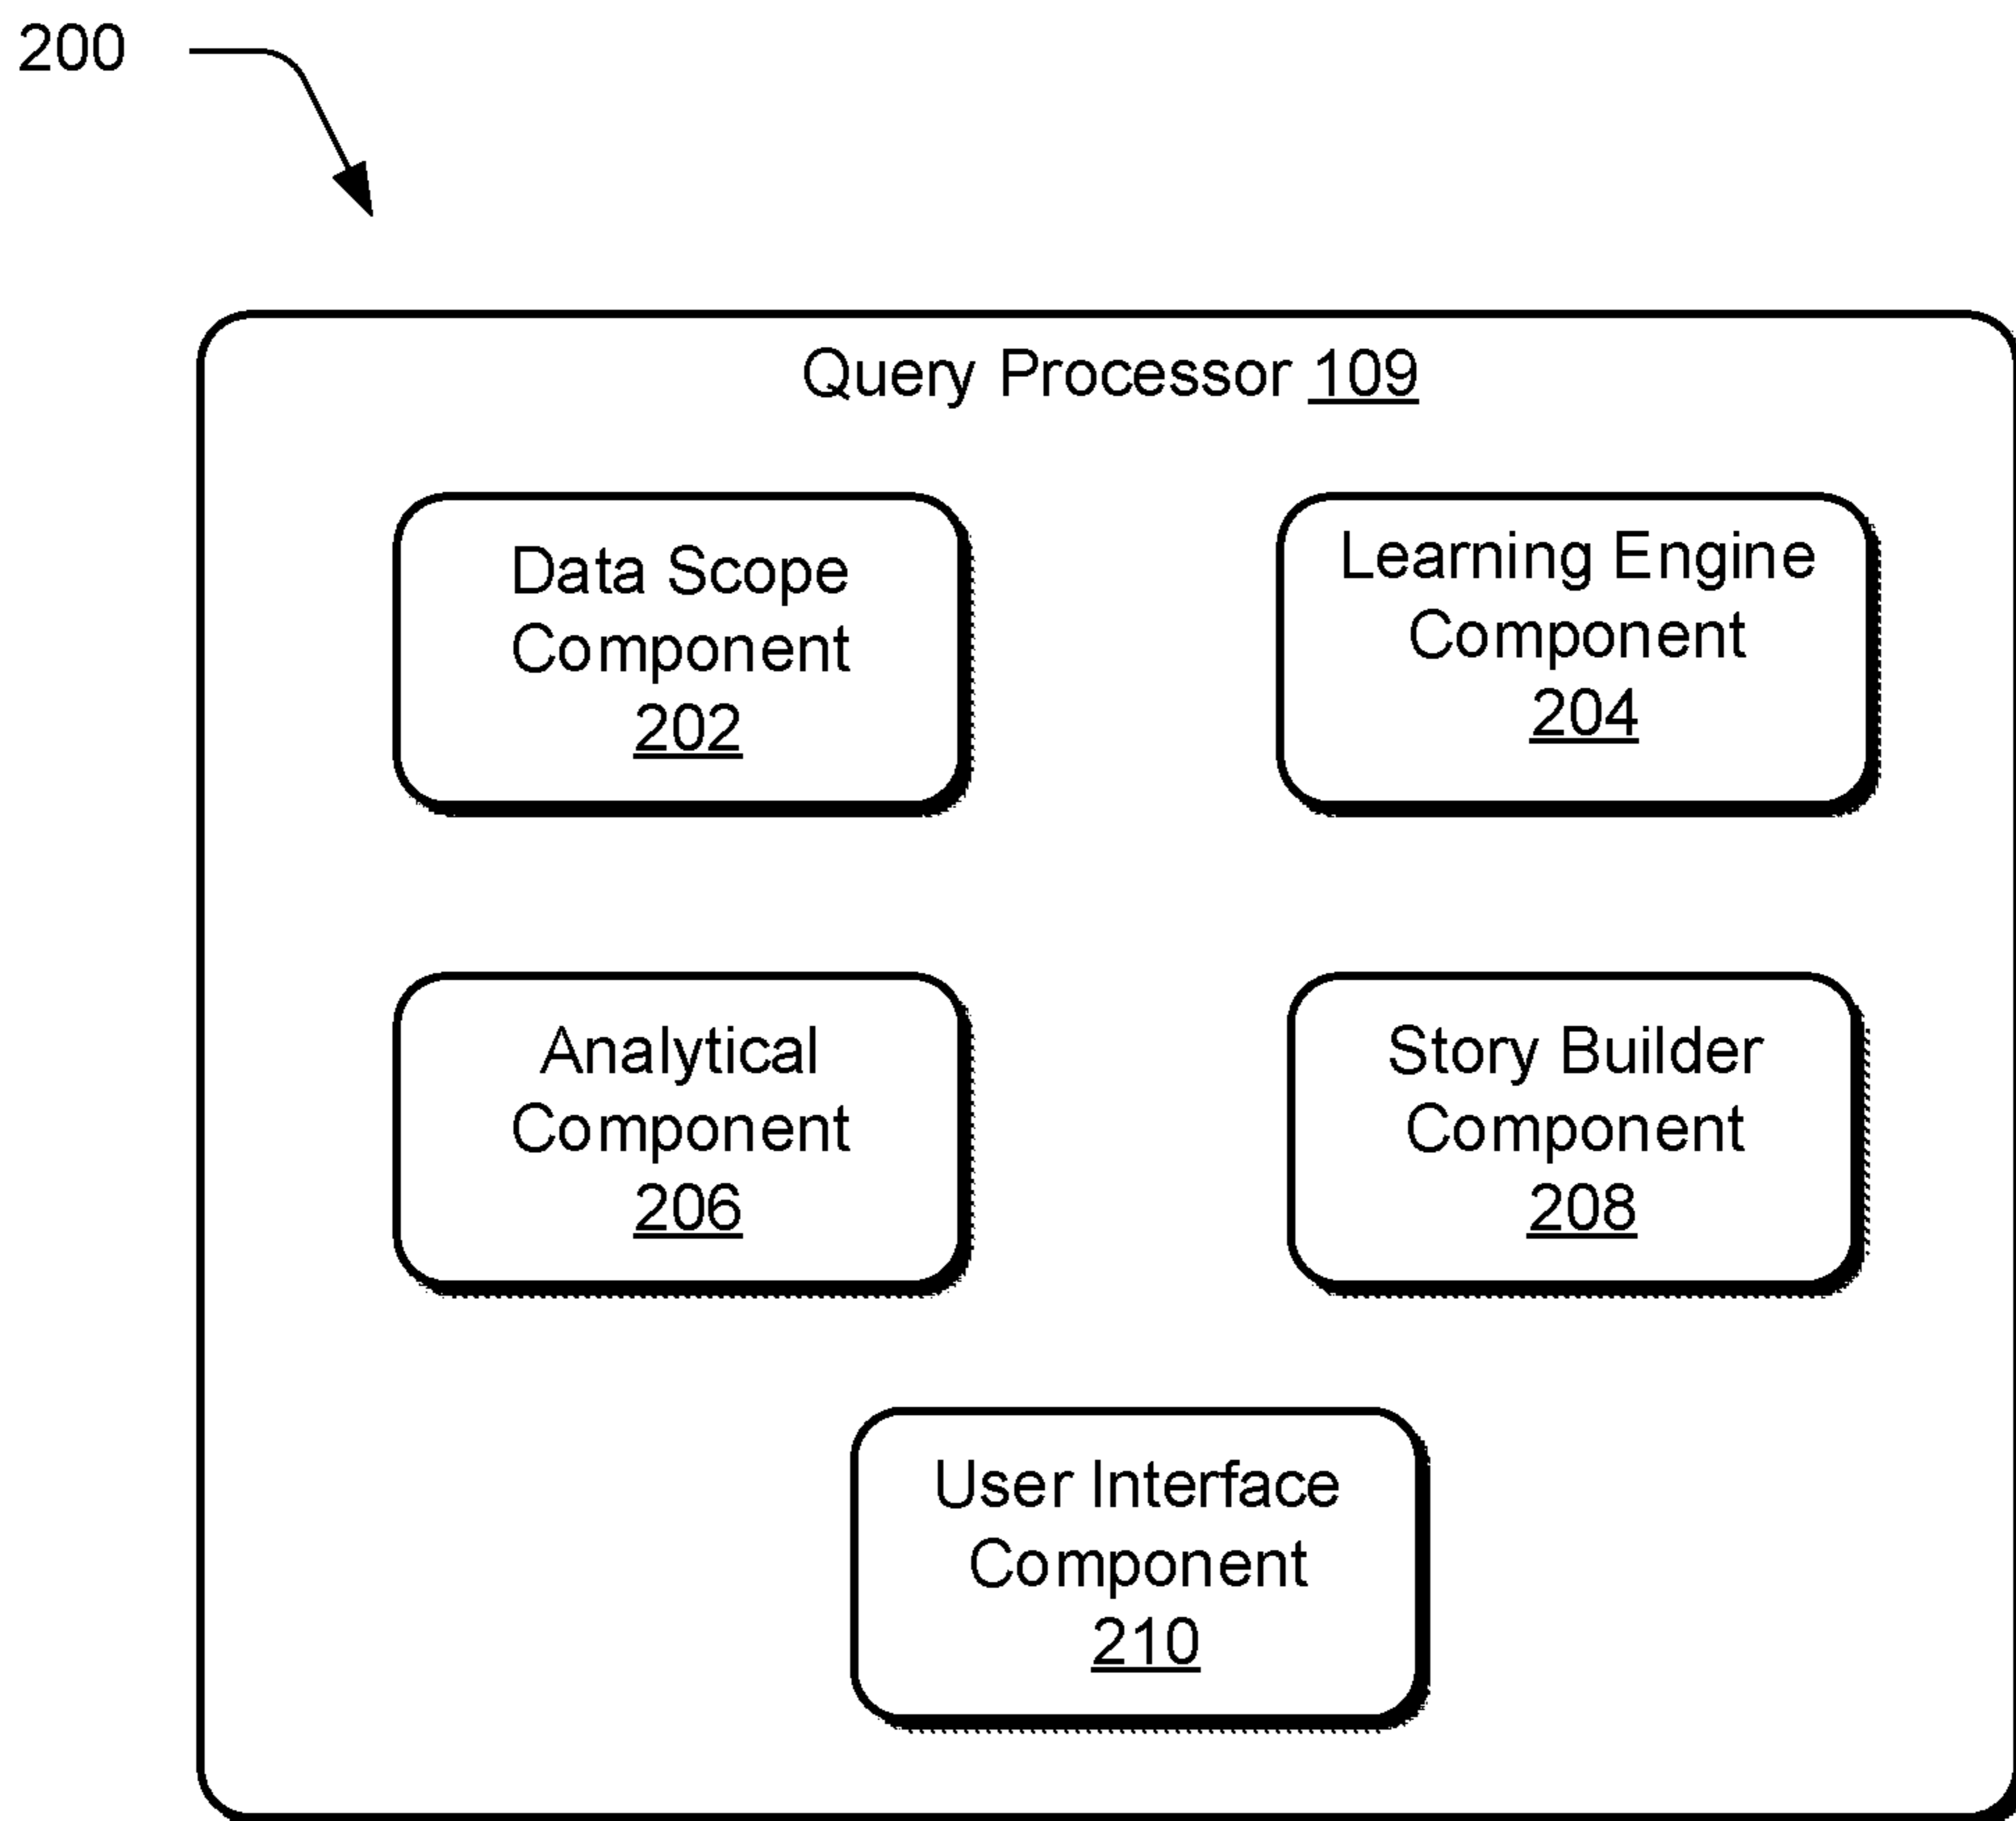 200
Query Processor 109
Data Scope
Component
202
Learning Engine
Component
204
Analytical
Component
206
Story Builder
Component
208
User Interface
Component
210